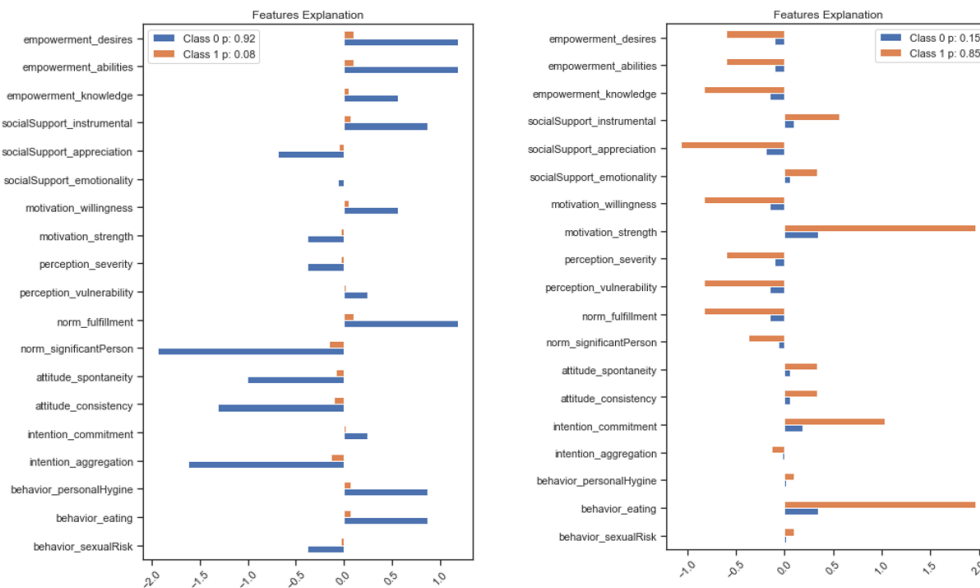 Features Explanation
Class 0 p: 0.92
Class 1 p: 0.08
empowerment_desires
empowerment_abilities
empowerment_knowledge
socialSupport_instrumental
socialSupport_appreciation
socialSupport_emotionality
motivation_willingness
motivation_strength
perception_severity
perception_vulnerability
norm_fulfillment
norm_significantPerson
attitude_spontaneity
attitude_consistency
intention_commitment
intention_aggregation
behavior_personalHygine
behavior_eating
behavior_sexualRisk
-2.0 -1.5 -1.0 -0.5 0.0 0.5 1.0
Features Explanation
Class 0 p: 0.15
Class 1 p: 0.85
empowerment_desires
empowerment_abilities
empowerment_knowledge
socialSupport_instrumental
socialSupport_appreciation
socialSupport_emotionality
motivation_willingness
motivation_strength
perception_severity
perception_vulnerability
norm_fulfillment
norm_significantPerson
attitude_spontaneity
attitude_consistency
intention_commitment
intention_aggregation
behavior_personalHygine
behavior_eating
behavior_sexualRisk
-1.0 -0.5 0.0 0.5 1.0 1.5